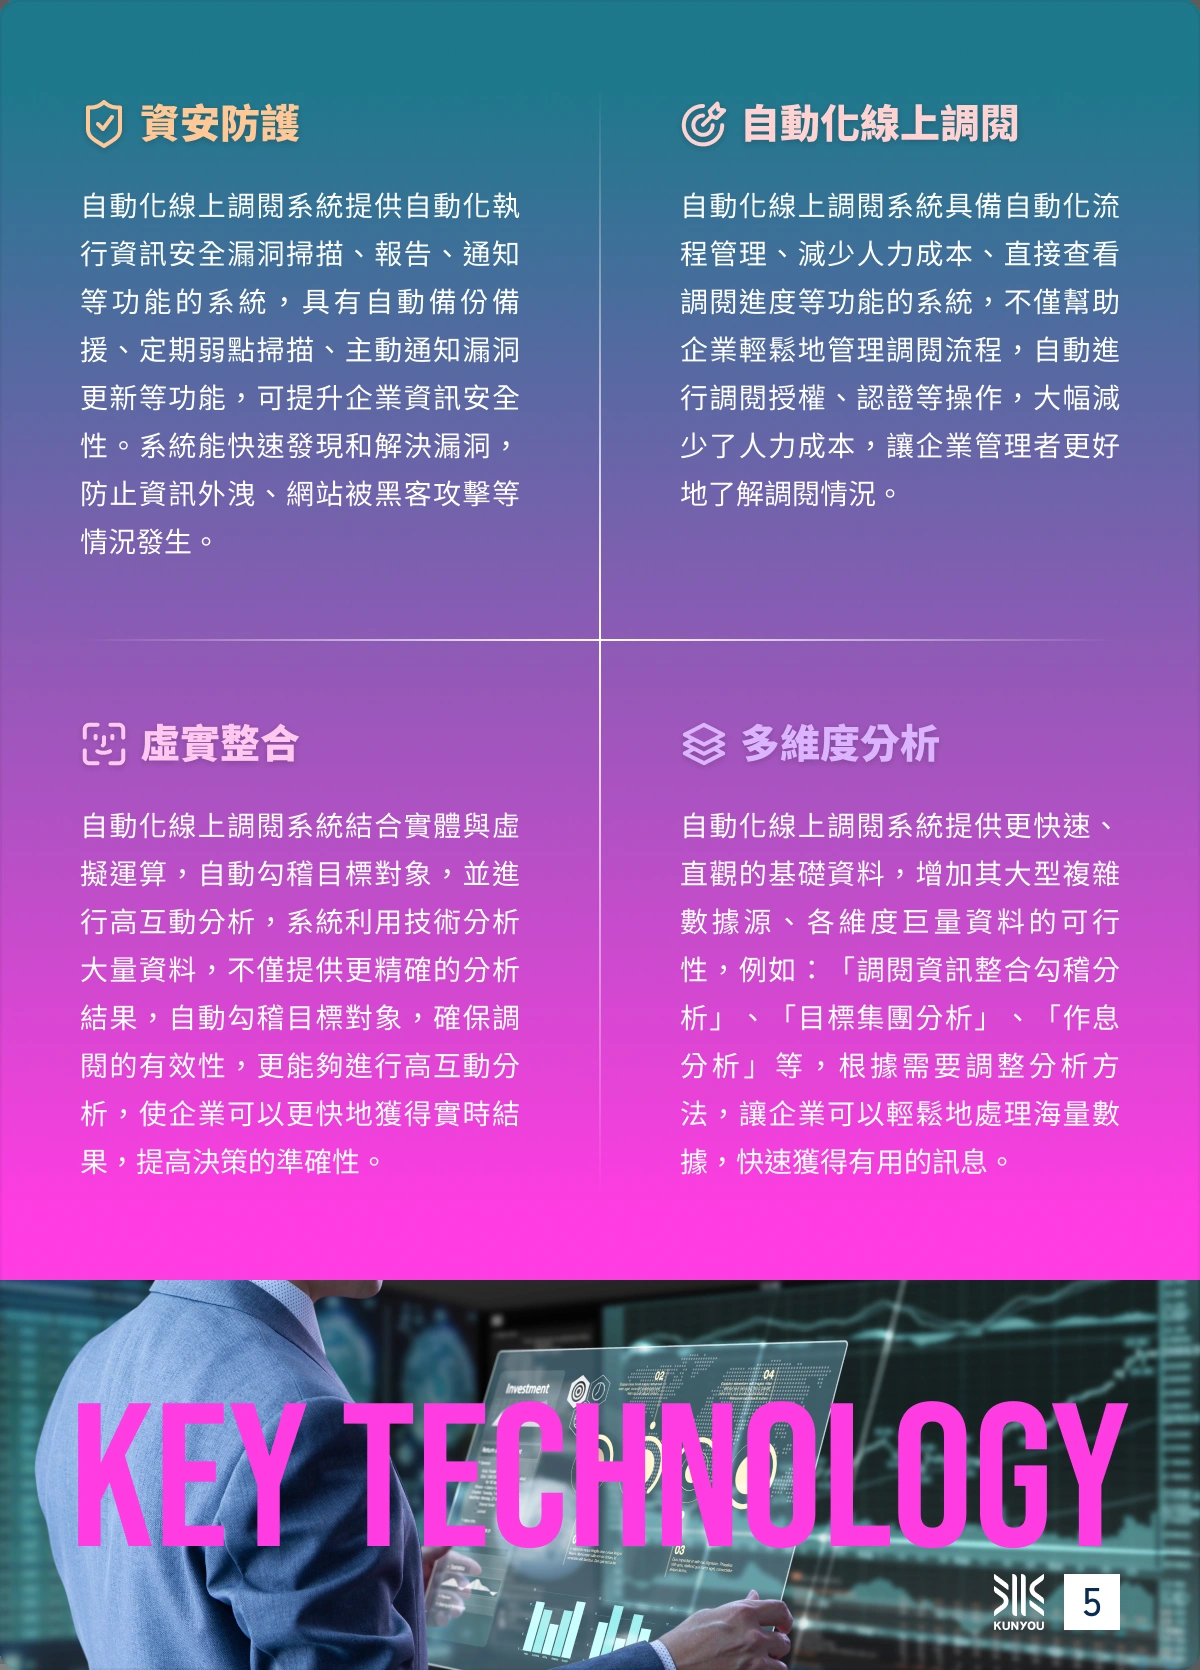 資安防護
自動化線上調閱系統提供自動化執
行資訊安全漏洞掃描、報告、通知
等功能的系統，具有自動備份備
援、定期弱點掃描、主動通知漏洞
更新等功能，可提升企業資訊安全
性。系統能快速發現和解決漏洞，
防止資訊外洩、網站被黑客攻擊等
情況發生。
自動化線上調閱
自動化線上調閱系統具備自動化流
程管理、減少人力成本、直接查看
調閱進度等功能的系統，不僅幫助
企業輕鬆地管理調閱流程，自動進
行調閱授權、認證等操作，大幅減
少了人力成本，讓企業管理者更好
地了解調閱情況。
虛實整合
自動化線上調閱系統結合實體與虛
擬運算，自動勾稽目標對象，並進
行高互動分析，系統利用技術分析
大量資料，不僅提供更精確的分析
結果，自動勾稽目標對象，確保調
閱的有效性，更能夠進行高互動分
析，使企業可以更快地獲得實時結
果，提高決策的準確性。
多維度分析
自動化線上調閱系統提供更快速、
直觀的基礎資料，增加其大型複雜
數據源、各維度巨量資料的可行
性，例如：「調閱資訊整合勾稽分
析」、「目標集團分析」、「作息
分析」等，根據需要調整分析方
法，讓企業可以輕鬆地處理海量數
據，快速獲得有用的訊息。
Investment
02
04
KEY TECHNOLOGY
03
KUNYOU
5